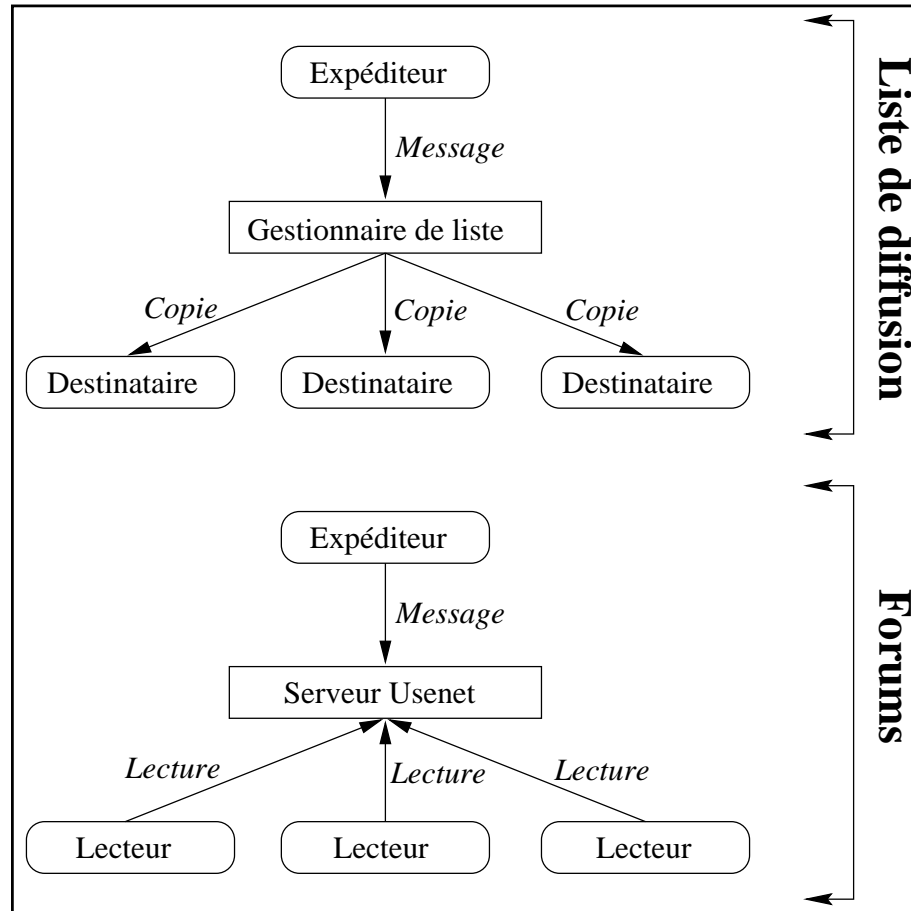 Expéditeur
Message
Gestionnaire de liste
Copie Copie Copie
Destinataire Destinataire Destinataire
Liste de diffusion
Expéditeur
Message
Serveur Usenet
Lecture Lecture Lecture
Lecteur Lecteur Lecteur
Forums